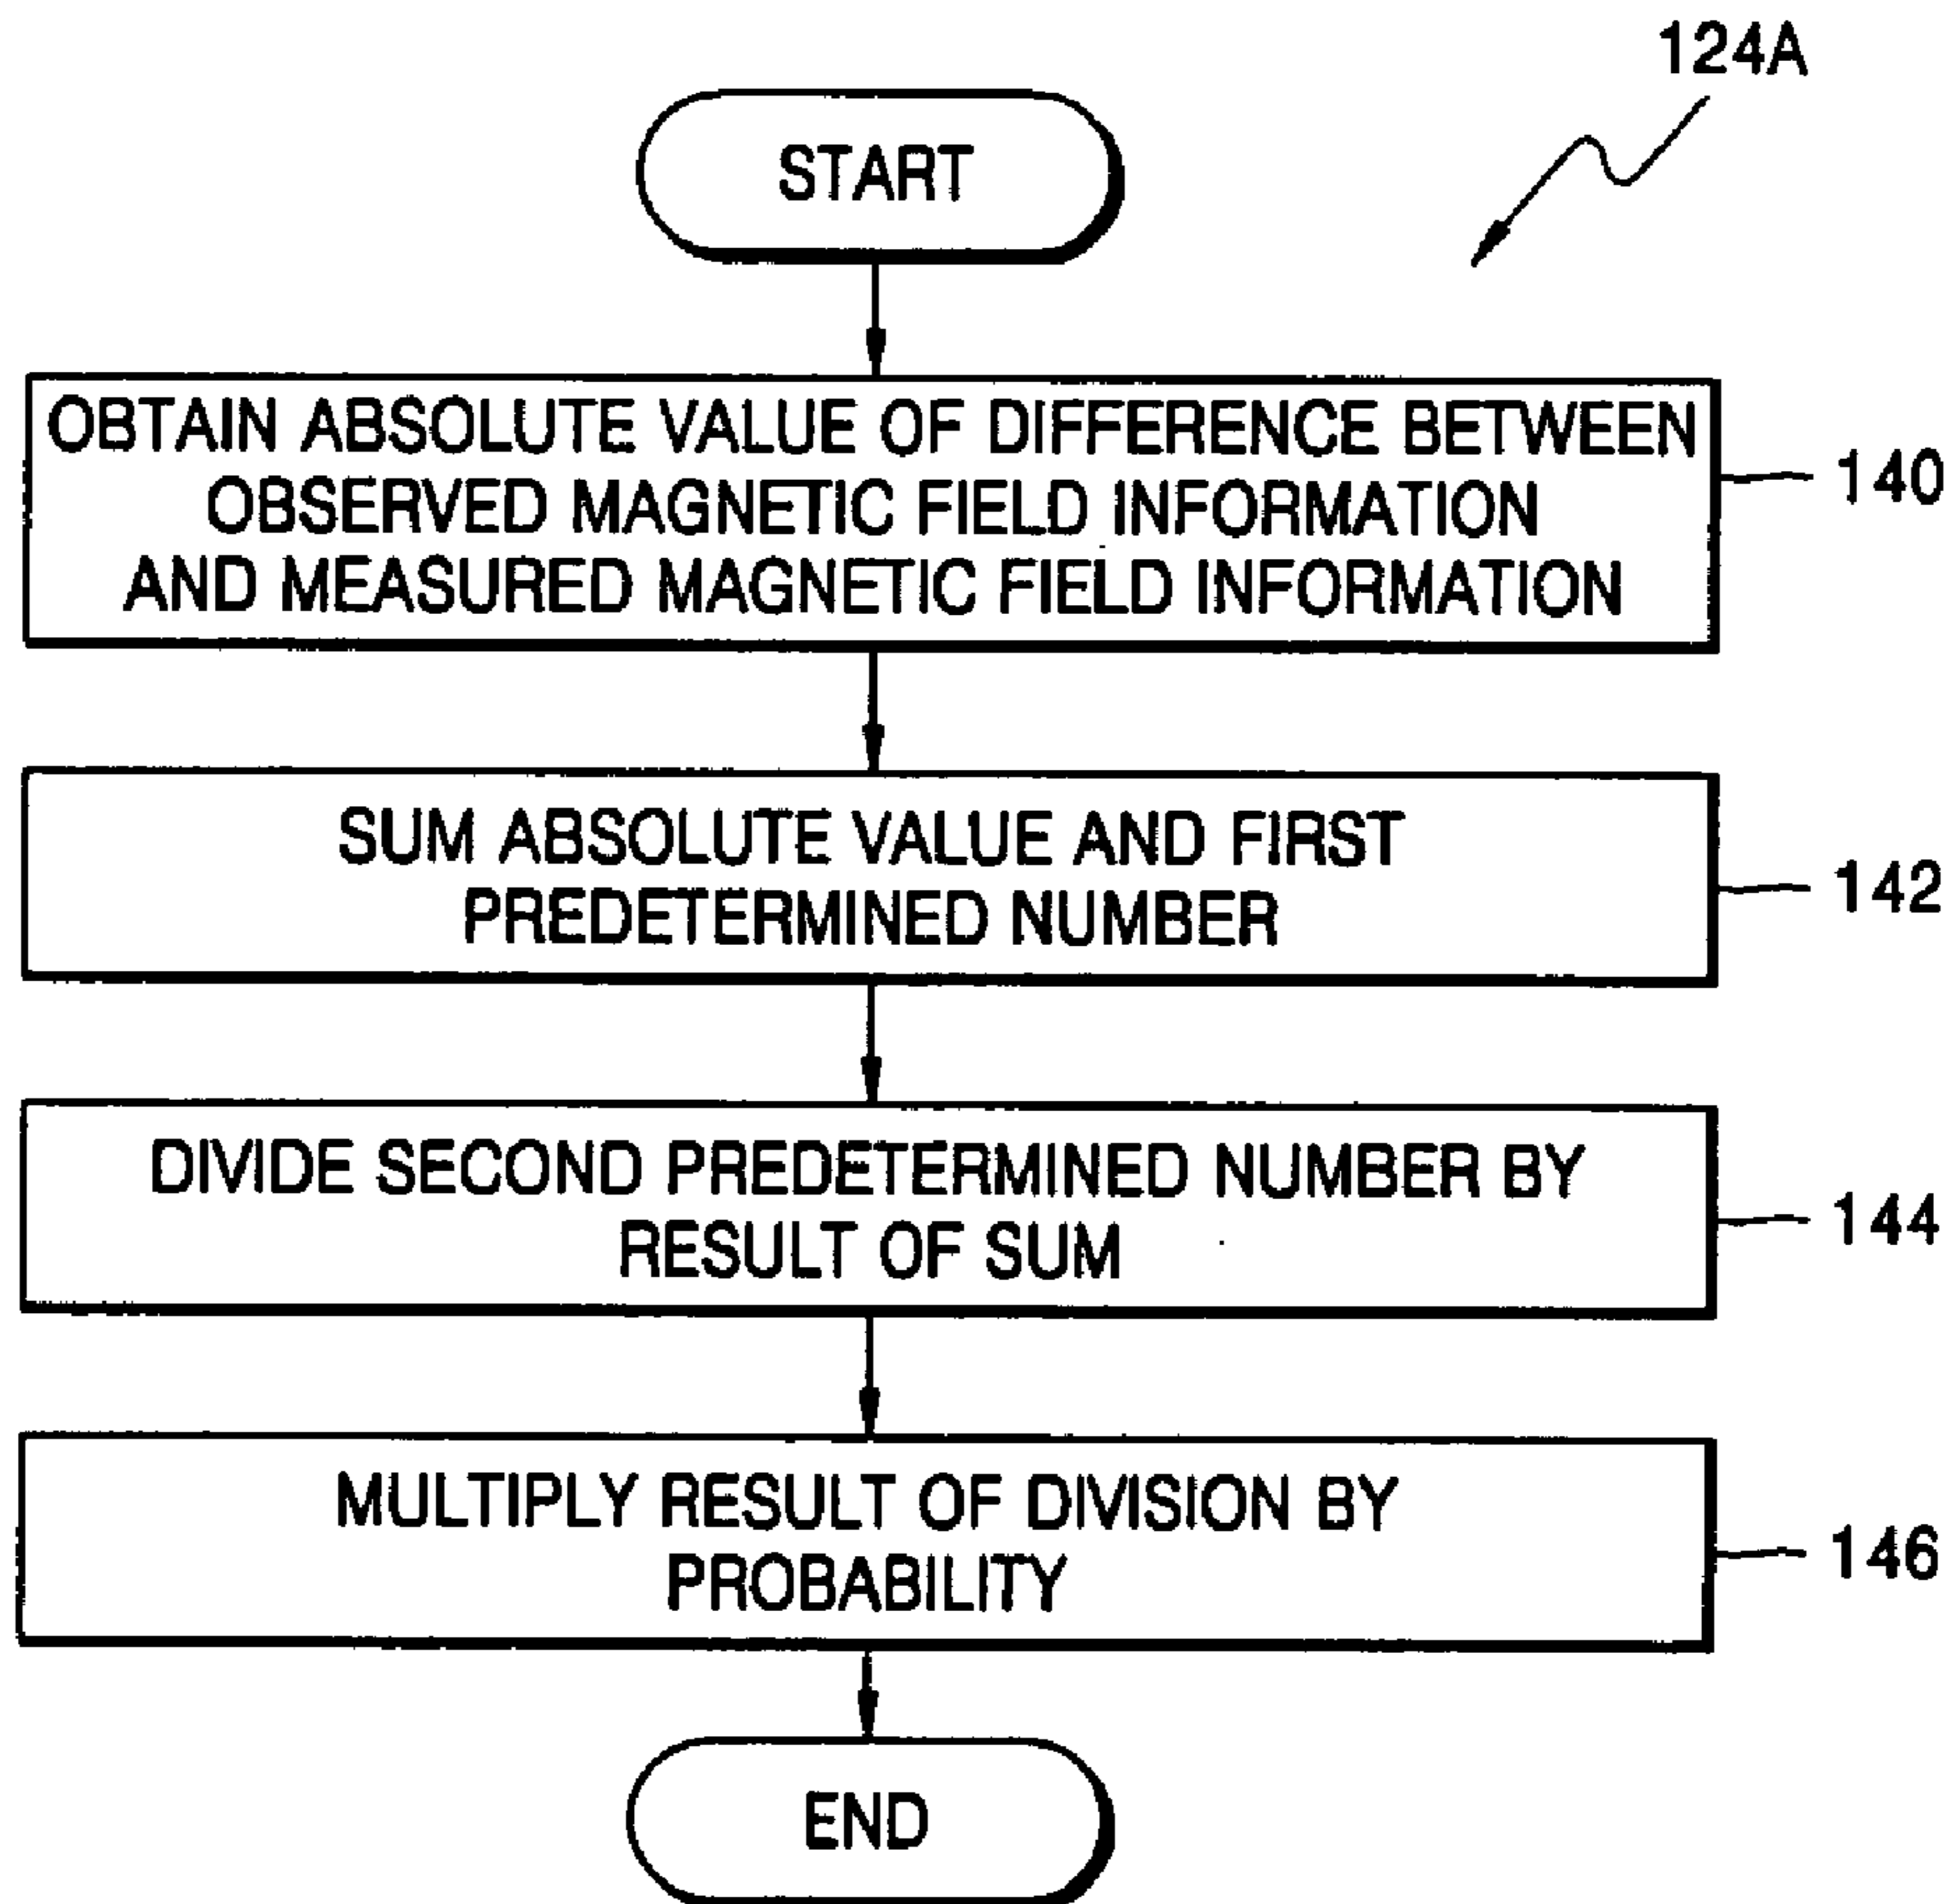 124A
START
OBTAIN ABSOLUTE VALUE OF DIFFERENCE BETWEEN
OBSERVED MAGNETIC FIELD INFORMATION
AND MEASURED MAGNETIC FIELD INFORMATION
140
SUM ABSOLUTE VALUE AND FIRST
PREDETERMINED NUMBER
142
DIVIDE SECOND PREDETERMINED NUMBER BY
RESULT OF SUM
144
MULTIPLY RESULT OF DIVISION BY
PROBABILITY
146
END